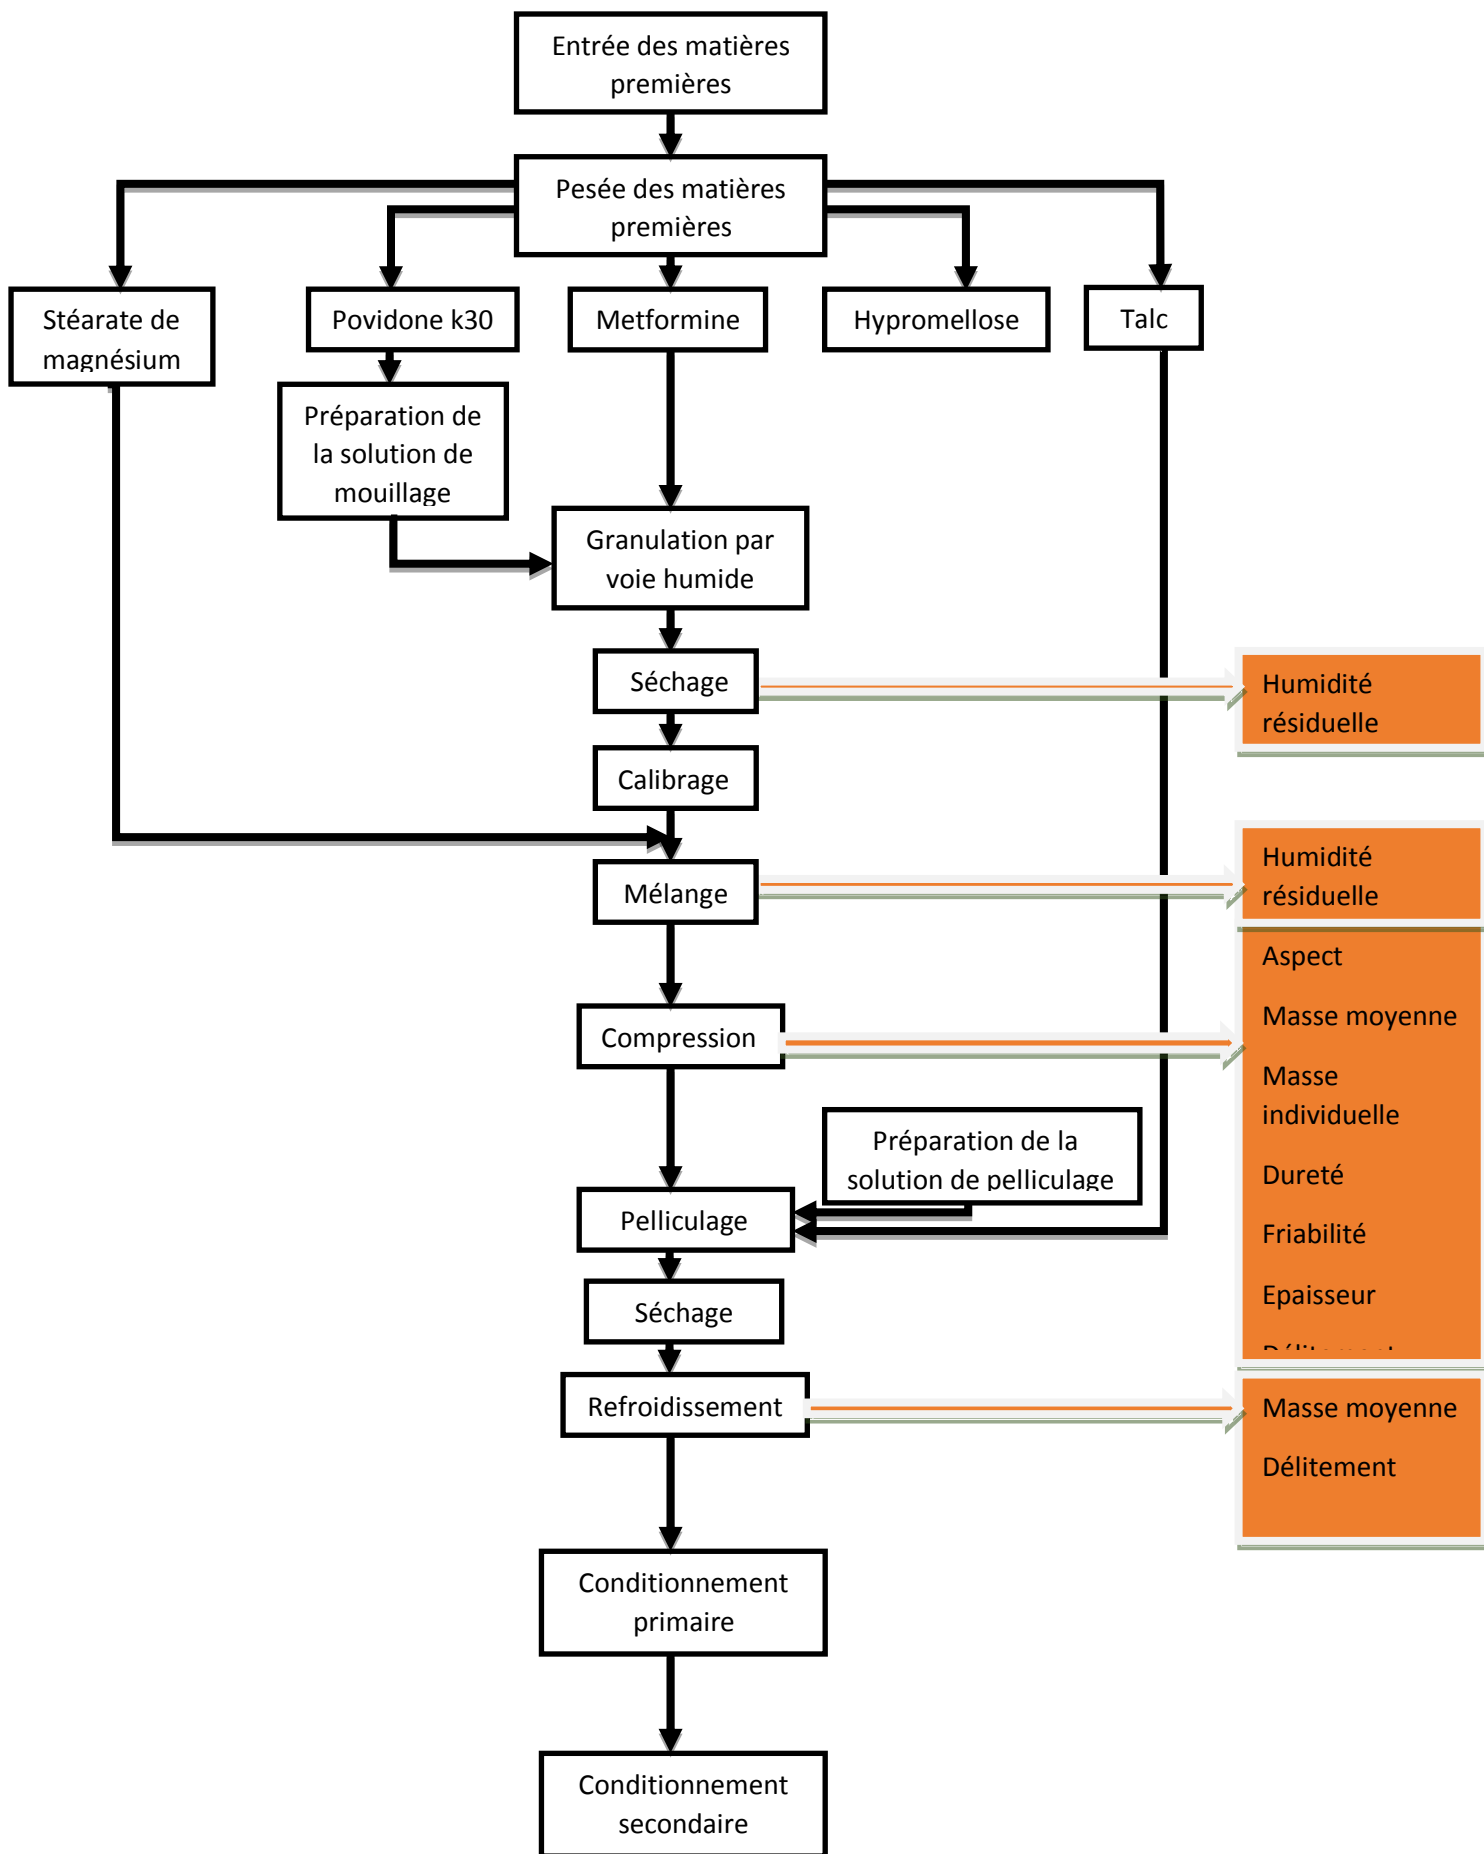 Entrée des matières
premières
Pesée des matières
premières
Stéarate de
magnésium
Povidone k30
Metformine
Hypromellose
Talc
Préparation de
la solution de
mouillage
Granulation par
voie humide
Séchage
Humidité
résiduelle
Calibrage
Mélange
Humidité
résiduelle
Compression
Aspect
Masse moyenne
Masse
individuelle
Dureté
Friabilité
Epaisseur
Délitement
Préparation de la
solution de pelliculage
Pelliculage
Séchage
Refroidissement
Masse moyenne
Délitement
Conditionnement
primaire
Conditionnement
secondaire